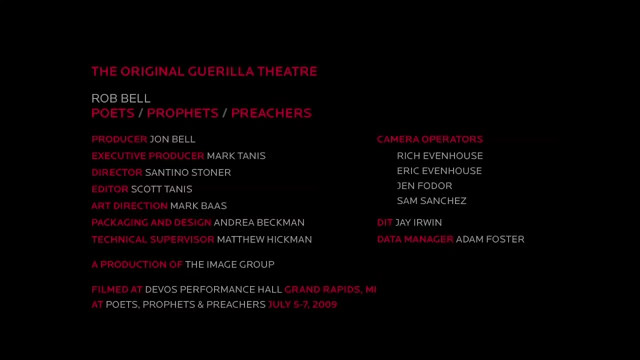 THE ORIGINAL GUERILLA THEATRE
ROB BELL
POETS / PROPHETS / PREACHERS
PRODUCER JON BELL
EXECUTIVE PRODUCER MARK TANIS
DIRECTOR SANTINO STONER
EDITOR SCOTT TANIS
ART DIRECTION MARK BAAS
PACKAGING AND DESIGN ANDREA BECKMAN
TECHNICAL SUPERVISOR MATTHEW HICKMAN
CAMERA OPERATORS
RICH EVENHOUSE
ERIC EVENHOUSE
JEN FODOR
SAM SANCHEZ
DIT JAY IRWIN
DATA MANAGER ADAM FOSTER
A PRODUCTION OF THE IMAGE GROUP
FILMED AT DEVOS PERFORMANCE HALL GRAND RAPIDS, MI
AT POETS, PROPHETS & PREACHERS JULY 5-7, 2009